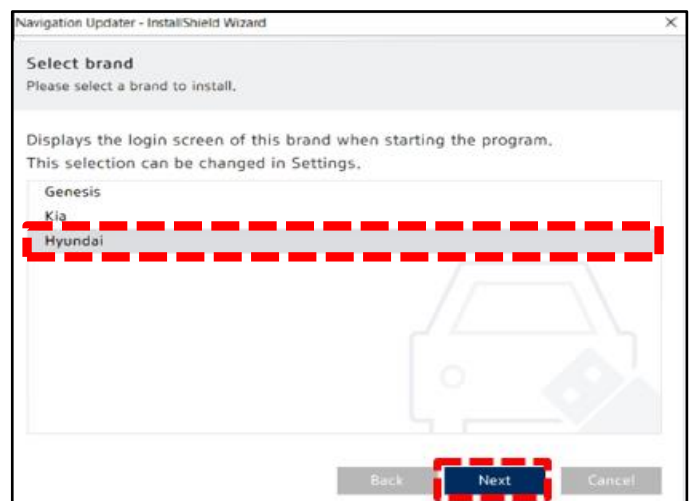 Navigation Updater - InstallShield Wizard
Select brand
Please select a brand to install.
Displays the login screen of this brand when starting the program.
This selection can be changed in Settings.
Genesis
Kia
Hyundai
Back Next Cancel